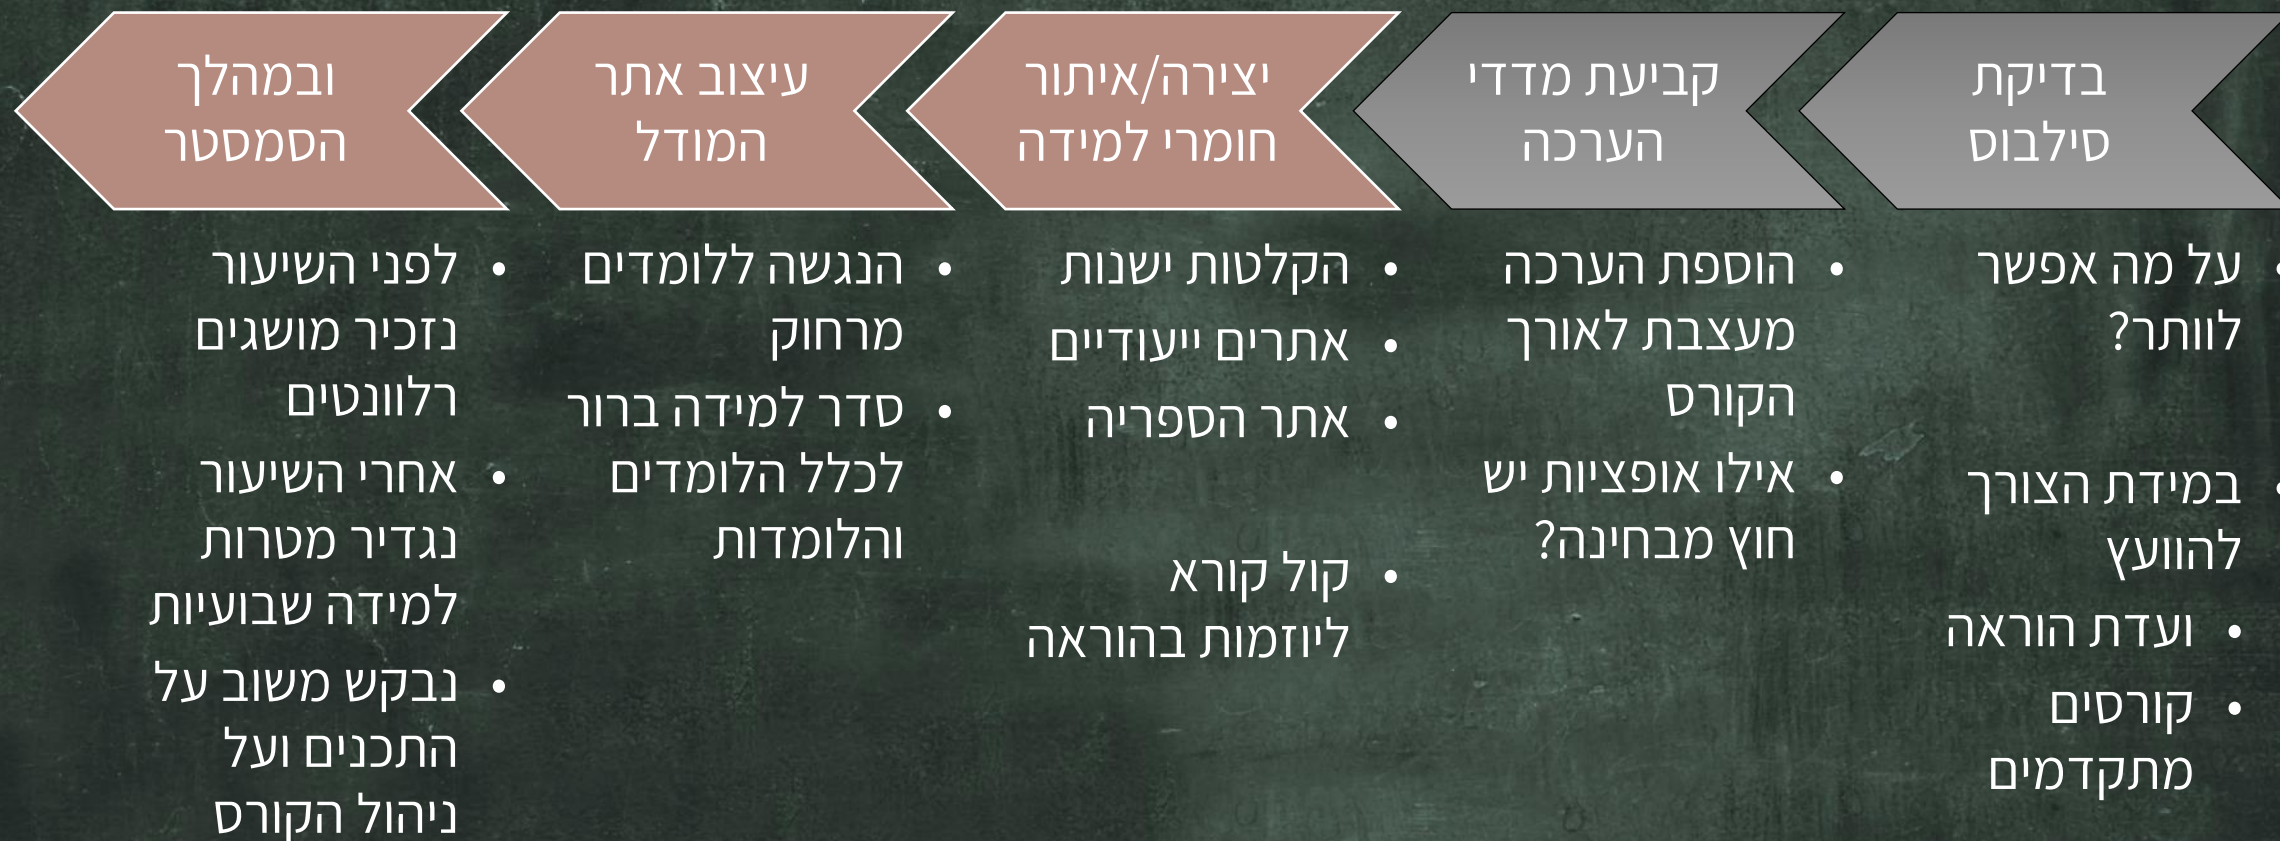 בדיקת
סילבוס
• על מה אפשר
לוותר?
• במידת הצורך
להוועץ
• ועדת הוראה
• קורסים
מתקדמים
קביעת מדדי
הערכה
• הוספת הערכה
מעצבת לאורך
הקורס
• אילו אופציות יש
חוץ מבחינה?
יצירה/איתור
חומרי למידה
• הקלטות ישנות
• אתרים ייעודיים
• אתר הספריה
• קול קורא
ליוזמות בהוראה
עיצוב אתר
המודל
• הנגשה ללומדים
מרחוק
• סדר למידה ברור
לכלל הלומדים
והלומדות
ובמהלך
הסמסטר
• לפני השיעור
נזכיר מושגים
רלוונטים
• אחרי השיעור
נגדיר מטרות
למידה שבועיות
• נבקש משוב על
התכנים ועל
ניהול הקורס